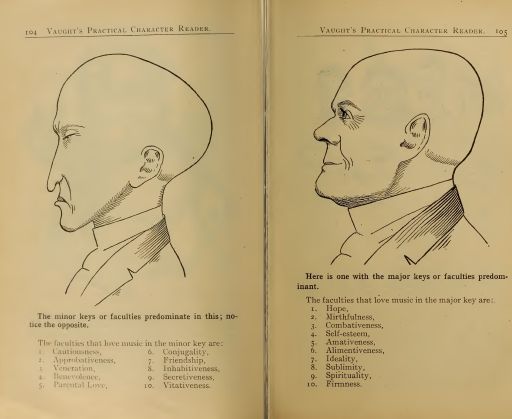 104 Vaught's Practical Character Reader.
The minor keys or faculties predominate in this; no-
tice the opposite.
The faculties that love music in the minor key are:
1. Cautiousness,
2. Approbativeness,
3. Veneration,
4. Benevolence,
5. Parental Love,
6. Conjugality,
7. Friendship,
8. Inhabitiveness,
9. Secretiveness,
10. Vitativeness.
Vaught's Practical Character Reader. 105
Here is one with the major keys or faculties predom-
inant.
The faculties that love music in the major key are:
1. Hope,
2. Mirthfulness,
3. Combativeness,
4. Self-esteem,
5. Amativeness,
6. Alimentiveness,
7. Ideality,
8. Sublimity,
9. Spirituality,
10. Firmness.